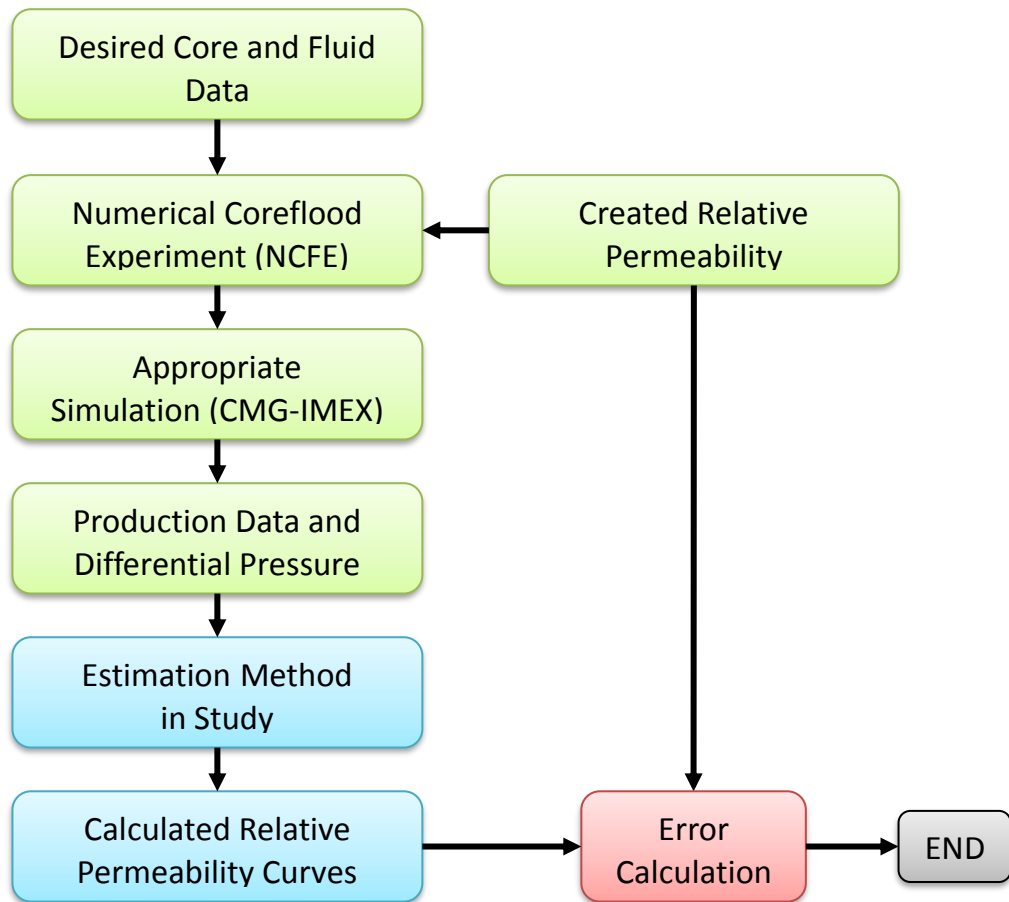 Desired Core and Fluid
Data
Numerical Coreflood
Experiment (NCFE)
Created Relative
Permeability
Appropriate
Simulation (CMG-IMEX)
Production Data and
Differential Pressure
Estimation Method
in Study
Calculated Relative
Permeability Curves
Error
Calculation
END